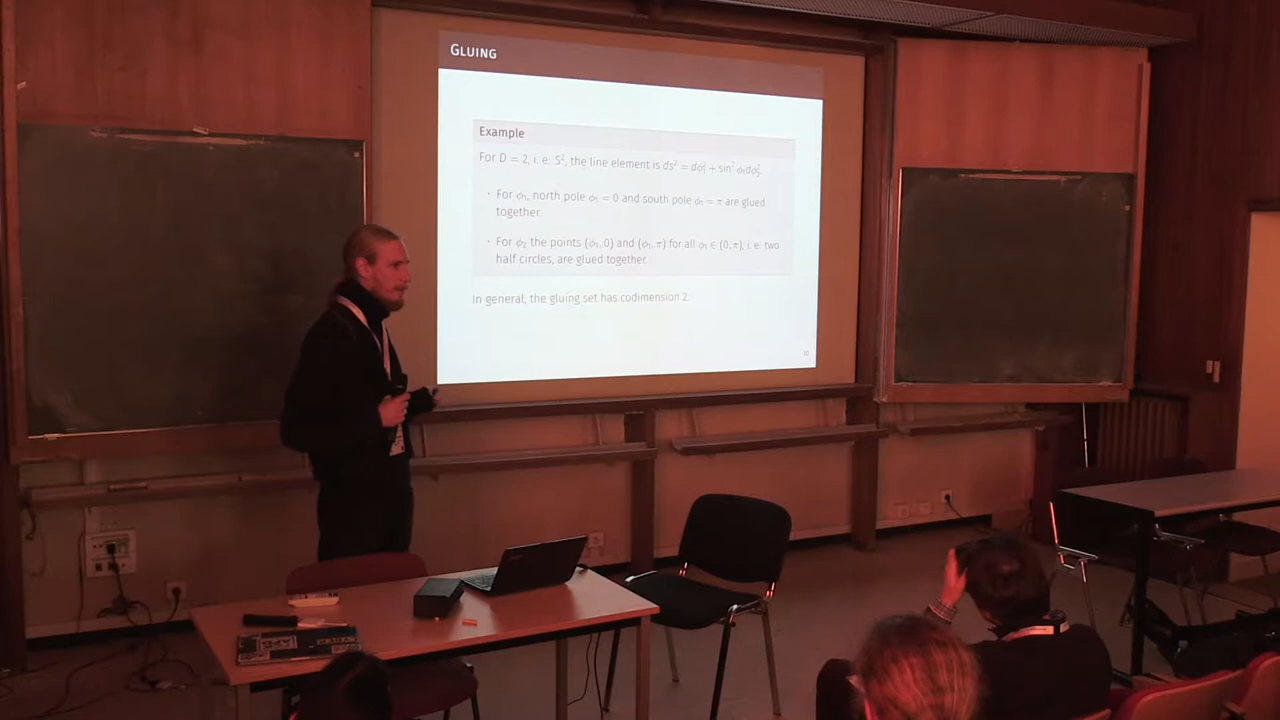 GLUING
Example
For D = 2, i. e. S², the line element is ds² = dϕ₁² + sin² ϕ₁dϕ₂².
· For ϕ₁, north pole ϕ₁ = 0 and south pole ϕ₁ = π are glued
together.
· For ϕ₂ the points (ϕ₁, 0) and (ϕ₁, π) for all ϕ₁ ∈ (0, π), i. e. two
half circles, are glued together.
In general, the gluing set has codimension 2.
10